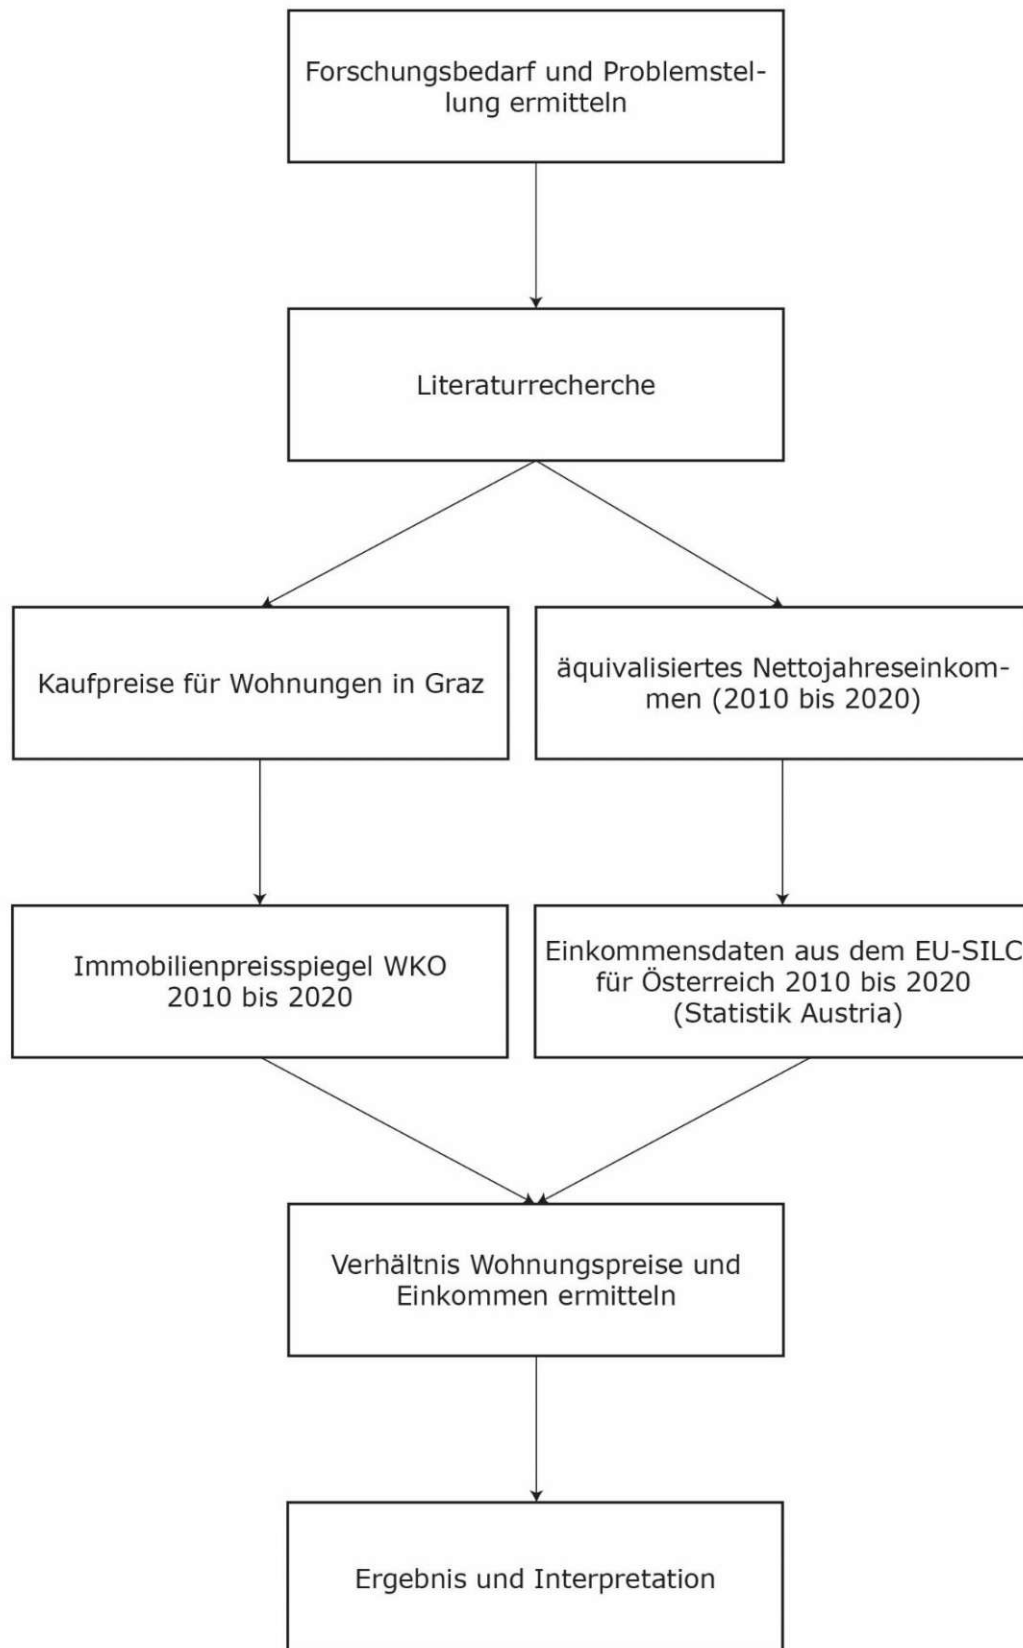 Forschungsbedarf und Problemstel-
lung ermitteln
Literaturrecherche
Kaufpreise für Wohnungen in Graz
äquivalisiertes Nettojahreseinkom-
men (2010 bis 2020)
Immobilienpreisspiegel WKO
2010 bis 2020
Einkommensdaten aus dem EU-SILC
für Österreich 2010 bis 2020
(Statistik Austria)
Verhältnis Wohnungspreise und
Einkommen ermitteln
Ergebnis und Interpretation